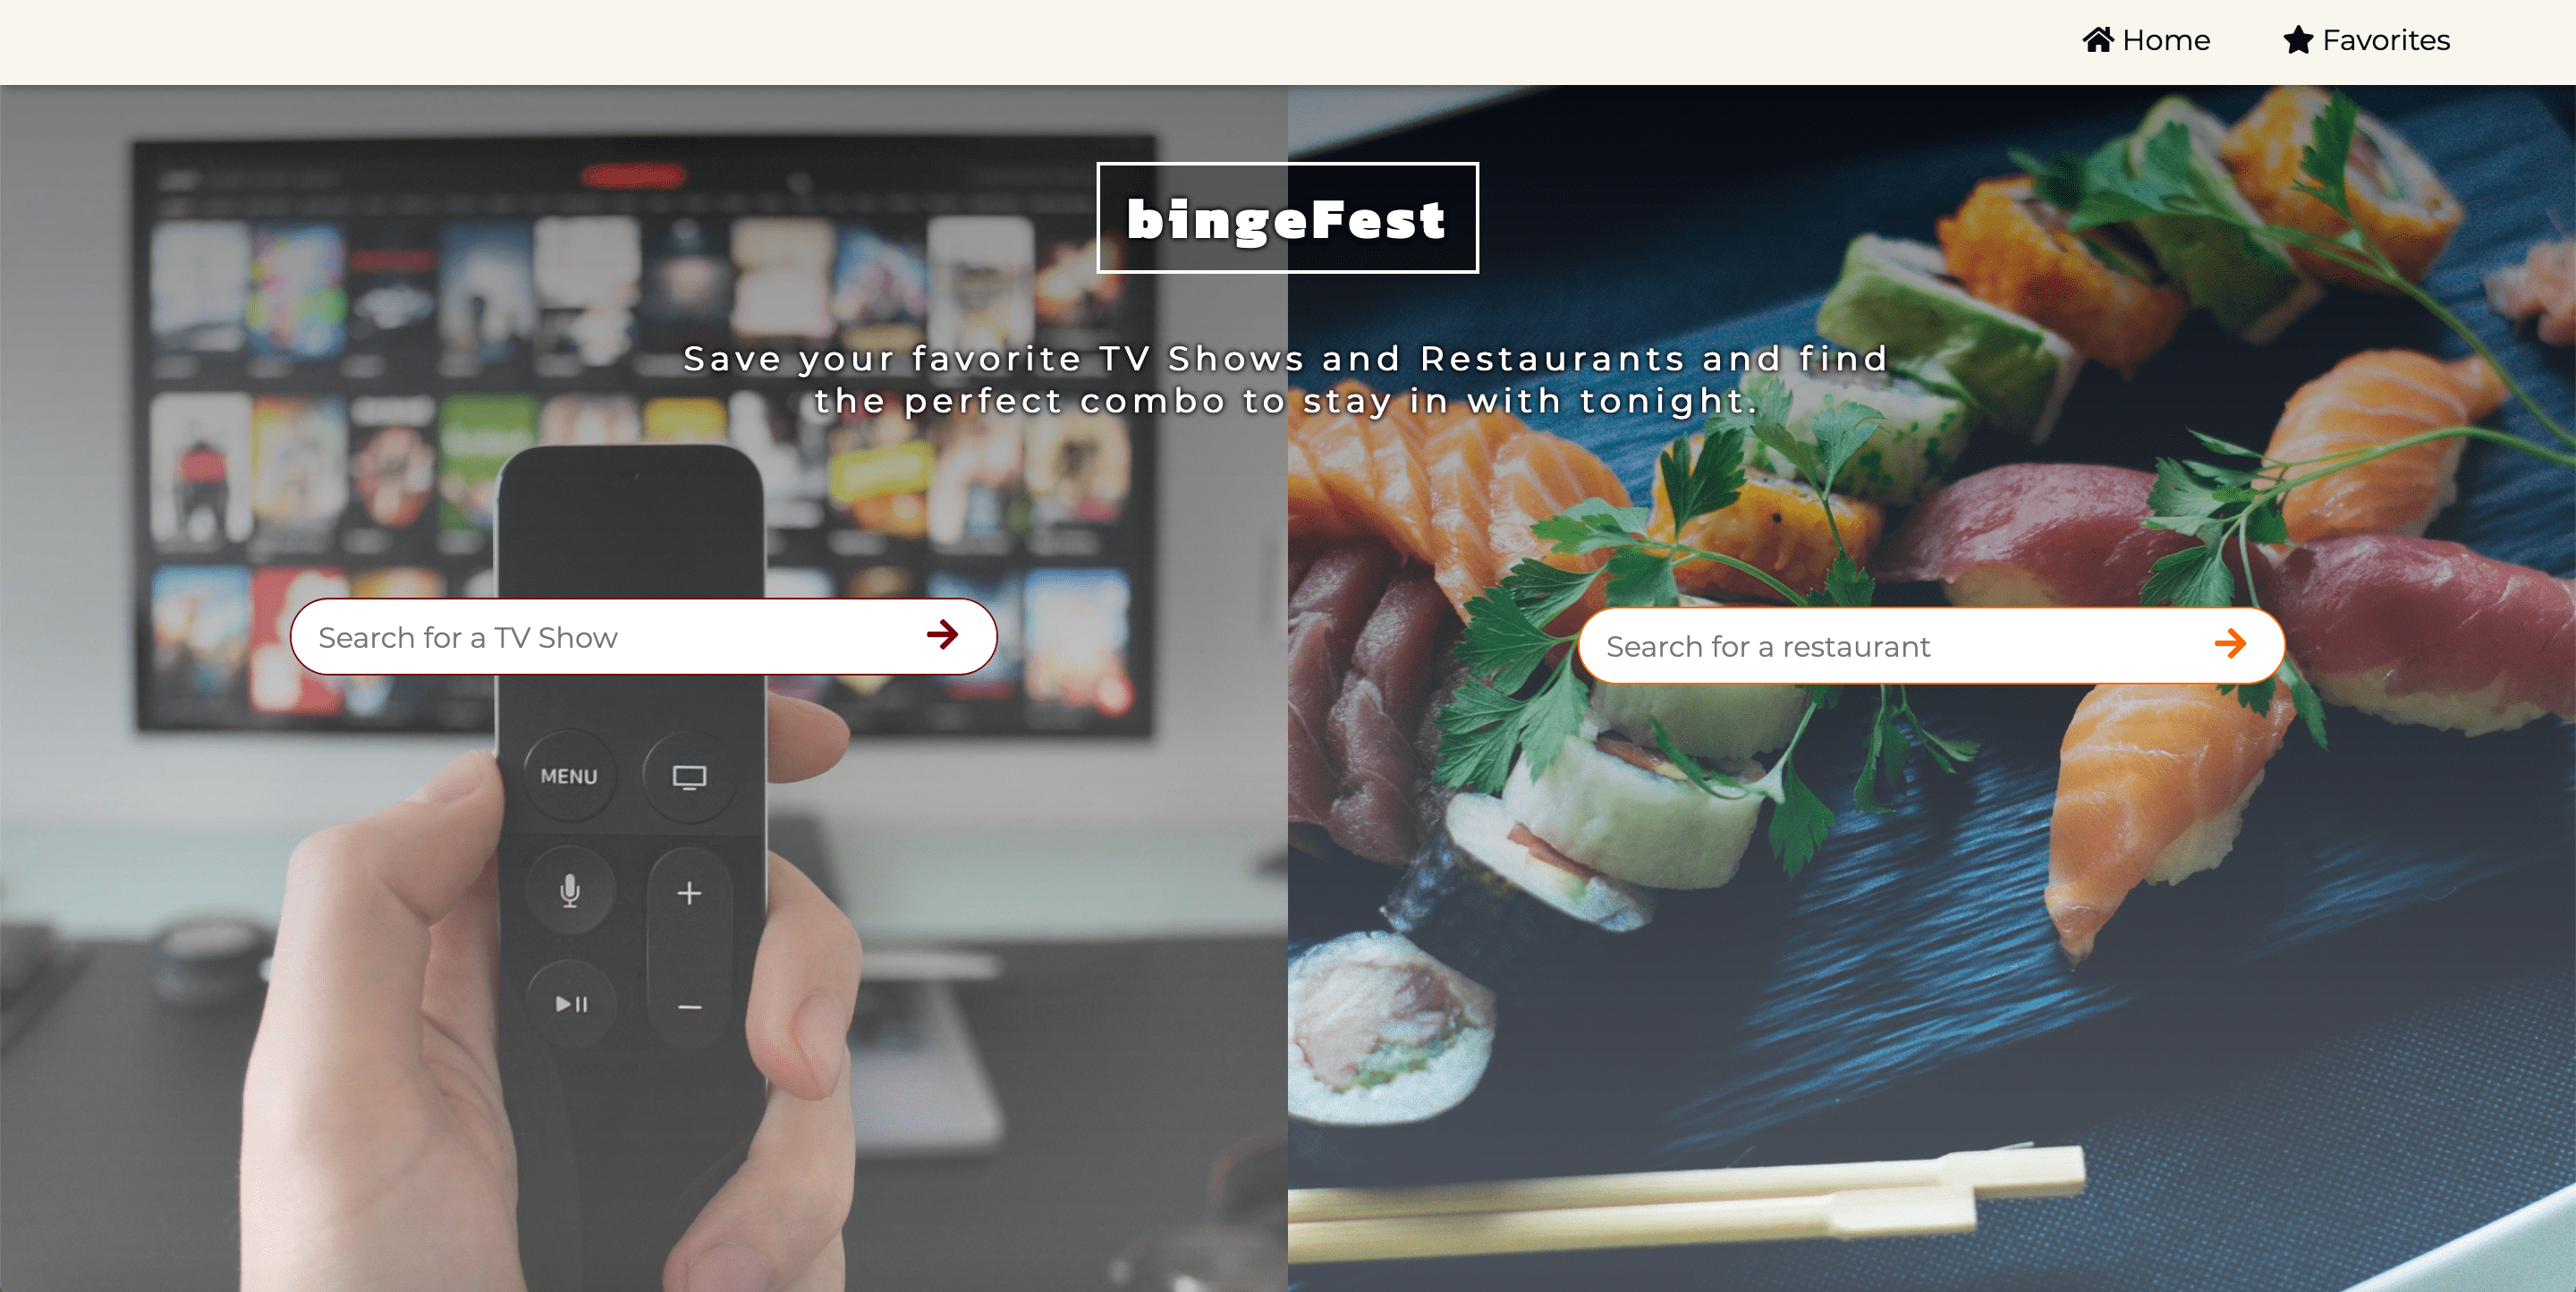 Home
Favorites
bingeFest
Save your favorite TV Shows and Restaurants and find
the perfect combo to stay in with tonight.
Search for a TV Show
Search for a restaurant
MENU